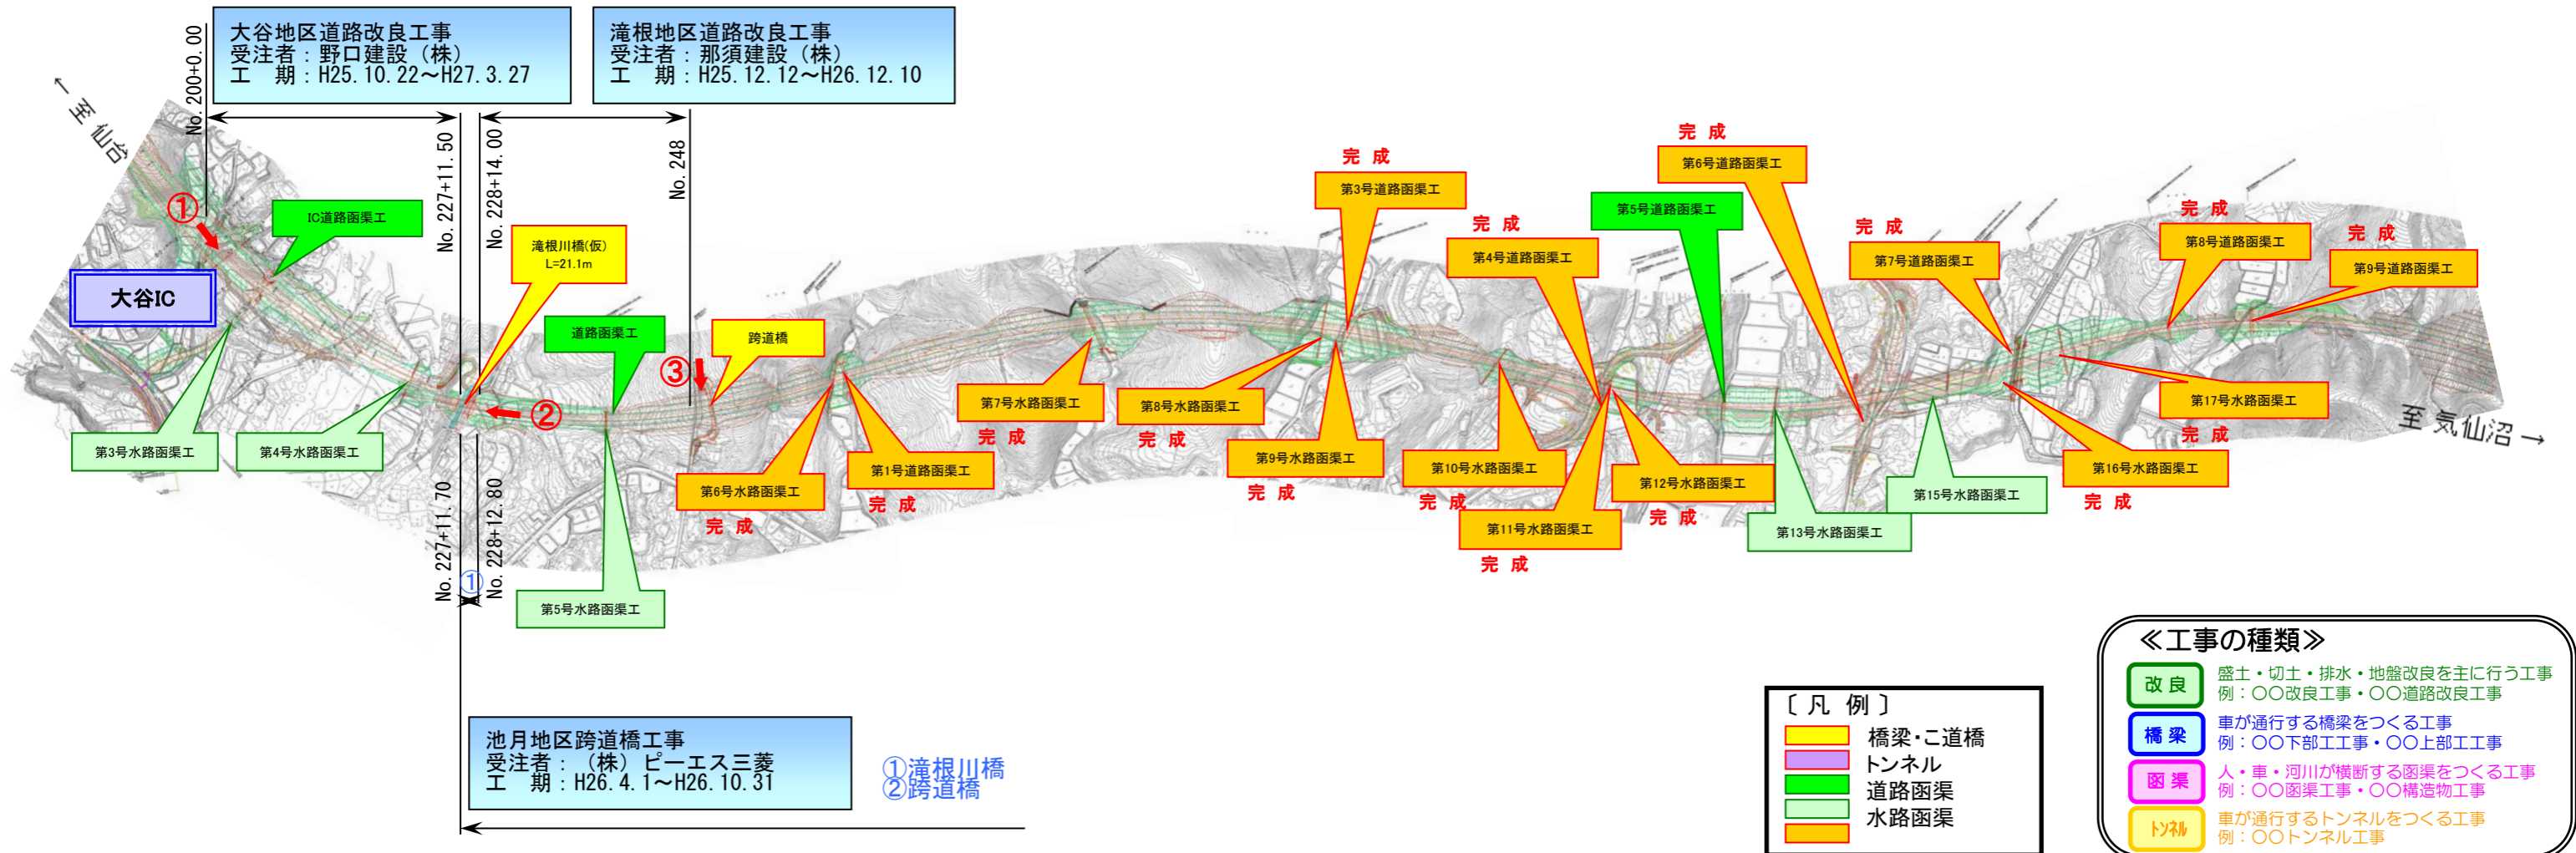 大谷地区道路改良工事
受注者：野口建設（株）
工　期：H25.10.22～H27.3.27
滝根地区道路改良工事
受注者：那須建設（株）
工　期：H25.12.12～H26.12.10
←至 仙台
No. 200+0.00
No. 227+11.50
No. 228+14.00
No. 248
①
IC道路函渠工
大谷IC
滝根川橋(仮)
L=21.1m
道路函渠工
③
跨道橋
②
完 成
第3号道路函渠工
完 成
第4号道路函渠工
第5号道路函渠工
完 成
第6号道路函渠工
完 成
第7号道路函渠工
完 成
第8号道路函渠工
完 成
第9号道路函渠工
第3号水路函渠工
第4号水路函渠工
第5号水路函渠工
第6号水路函渠工
完 成
第1号道路函渠工
完 成
第7号水路函渠工
完 成
第8号水路函渠工
完 成
第9号水路函渠工
完 成
第10号水路函渠工
完 成
第11号水路函渠工
完 成
第12号水路函渠工
完 成
第13号水路函渠工
第15号水路函渠工
第16号水路函渠工
完 成
第17号水路函渠工
完 成
至 気仙沼→
No. 227+11.70
①
No. 228+12.80
池月地区跨道橋工事
受注者：（株）ピーエス三菱
工　期：H26.4.1～H26.10.31
①滝根川橋
②跨道橋
〔 凡 例 〕
橋梁・こ道橋
トンネル
道路函渠
水路函渠
≪工事の種類≫
改良
盛土・切土・排水・地盤改良を主に行う工事
例：〇〇改良工事・〇〇道路改良工事
橋梁
車が通行する橋梁をつくる工事
例：〇〇下部工工事・〇〇上部工工事
函渠
人・車・河川が横断する函渠をつくる工事
例：〇〇函渠工事・〇〇構造物工事
トンネル
車が通行するトンネルをつくる工事
例：〇〇トンネル工事